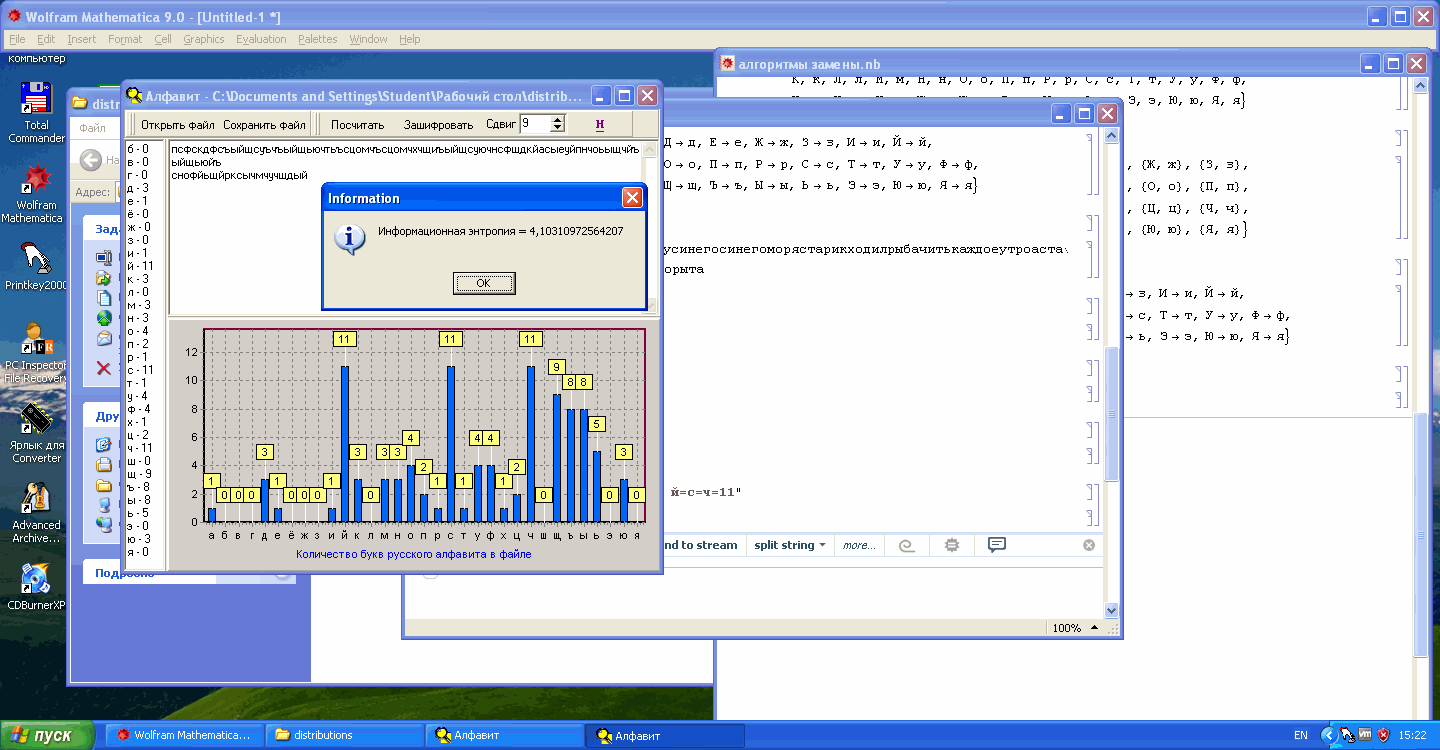 Wolfram Mathematica 9.0 - [Untitled-1 *]
File Edit Insert Format Cell Graphics Evaluation Palettes Window Help
компьютер
Total Commander
Wolfram Mathematica
Printkey2000
PC Inspector File Recovery
Ярлык для Converter
Advanced Archive...
CDBurnerXP
алгоритмы замены.nb
К, к, Л, л, М, м, Н, н, О, о, П, п, Р, р, С, с, Т, т, У, у, Ф, ф,
Э, э, Ю, ю, Я, я}
, {Ж, ж}, {З, з},
, {О, о}, {П, п},
, {Ц, ц}, {Ч, ч},
, {Ю, ю}, {Я, я}}
→ з, И → и, Й → й,
→ с, Т → т, У → у, Ф → ф,
→ ь, Э → э, Ю → ю, Я → я}
Д → д, Е → е, Ж → ж, З → з, И → и, Й → й,
О → о, П → п, Р → р, С → с, Т → т, У → у, Ф → ф,
Щ → щ, Ъ → ъ, Ы → ы, Ь → ь, Э → э, Ю → ю, Я → я}
усинегосинегоморястарикходилрыбачитькаждоеутроаста
орыта
й=с=ч=11"
nd to stream split string more...
100%
distri
Файл
На
Адрес:
Зада
Дру
Подробно
Алфавит - C:\Documents and Settings\Student\Рабочий стол\distrib...
Открыть файл Сохранить файл Посчитать Зашифровать Сдвиг 9 H
б - 0
в - 0
г - 0
д - 3
е - 1
ё - 0
ж - 0
з - 0
и - 1
й - 11
к - 3
л - 0
м - 3
н - 3
о - 4
п - 2
р - 1
с - 11
т - 1
у - 4
ф - 4
х - 1
ц - 2
ч - 11
ш - 0
щ - 9
ъ - 8
ы - 8
ь - 5
э - 0
ю - 3
я - 0
Information
Информационная энтропия = 4,10310972564207
OK
11 11 11
9 8 8
5
3 3 3 3 4 2 4 4 2 3
1 0 0 0 1 0 0 0 1 0 1 1 1 0 0 0
12
10
8
6
4
2
0
а б в г д е ё ж з и й к л м н о п р с т у ф х ц ч ш щ ъ ы ь э ю я
Количество букв русского алфавита в файле
пуск Wolfram Mathematica... distributions Алфавит Алфавит EN 15:22